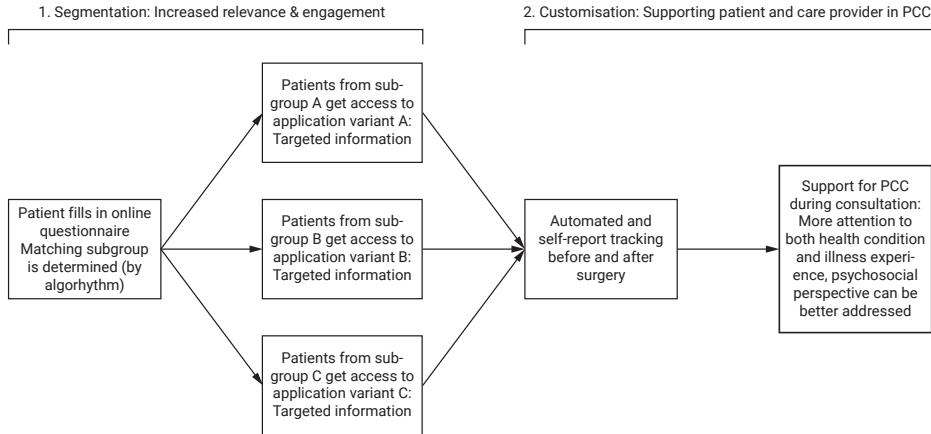 1. Segmentation: Increased relevance & engagement
2. Customisation: Supporting patient and care provider in PCC
Patient fills in online
questionnaire
Matching subgroup
is determined (by
algorhythm)
Patients from sub-
group A get access to
application variant A:
Targeted information
Patients from sub-
group B get access to
application variant B:
Targeted information
Patients from sub-
group C get access to
application variant C:
Targeted information
Automated and
self-report tracking
before and after
surgery
Support for PCC
during consultation:
More attention to
both health condition
and illness experi-
ence, psychosocial
perspective can be
better addressed